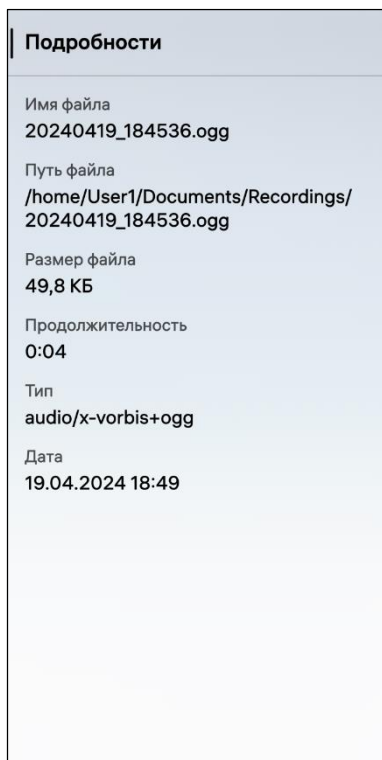 Подробности
Имя файла
20240419_184536.ogg
Путь файла
/home/User1/Documents/Recordings/
20240419_184536.ogg
Размер файла
49,8 КБ
Продолжительность
0:04
Тип
audio/x-vorbis+ogg
Дата
19.04.2024 18:49